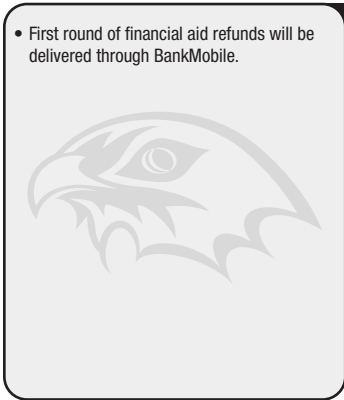 • First round of financial aid refunds will be
delivered through BankMobile.